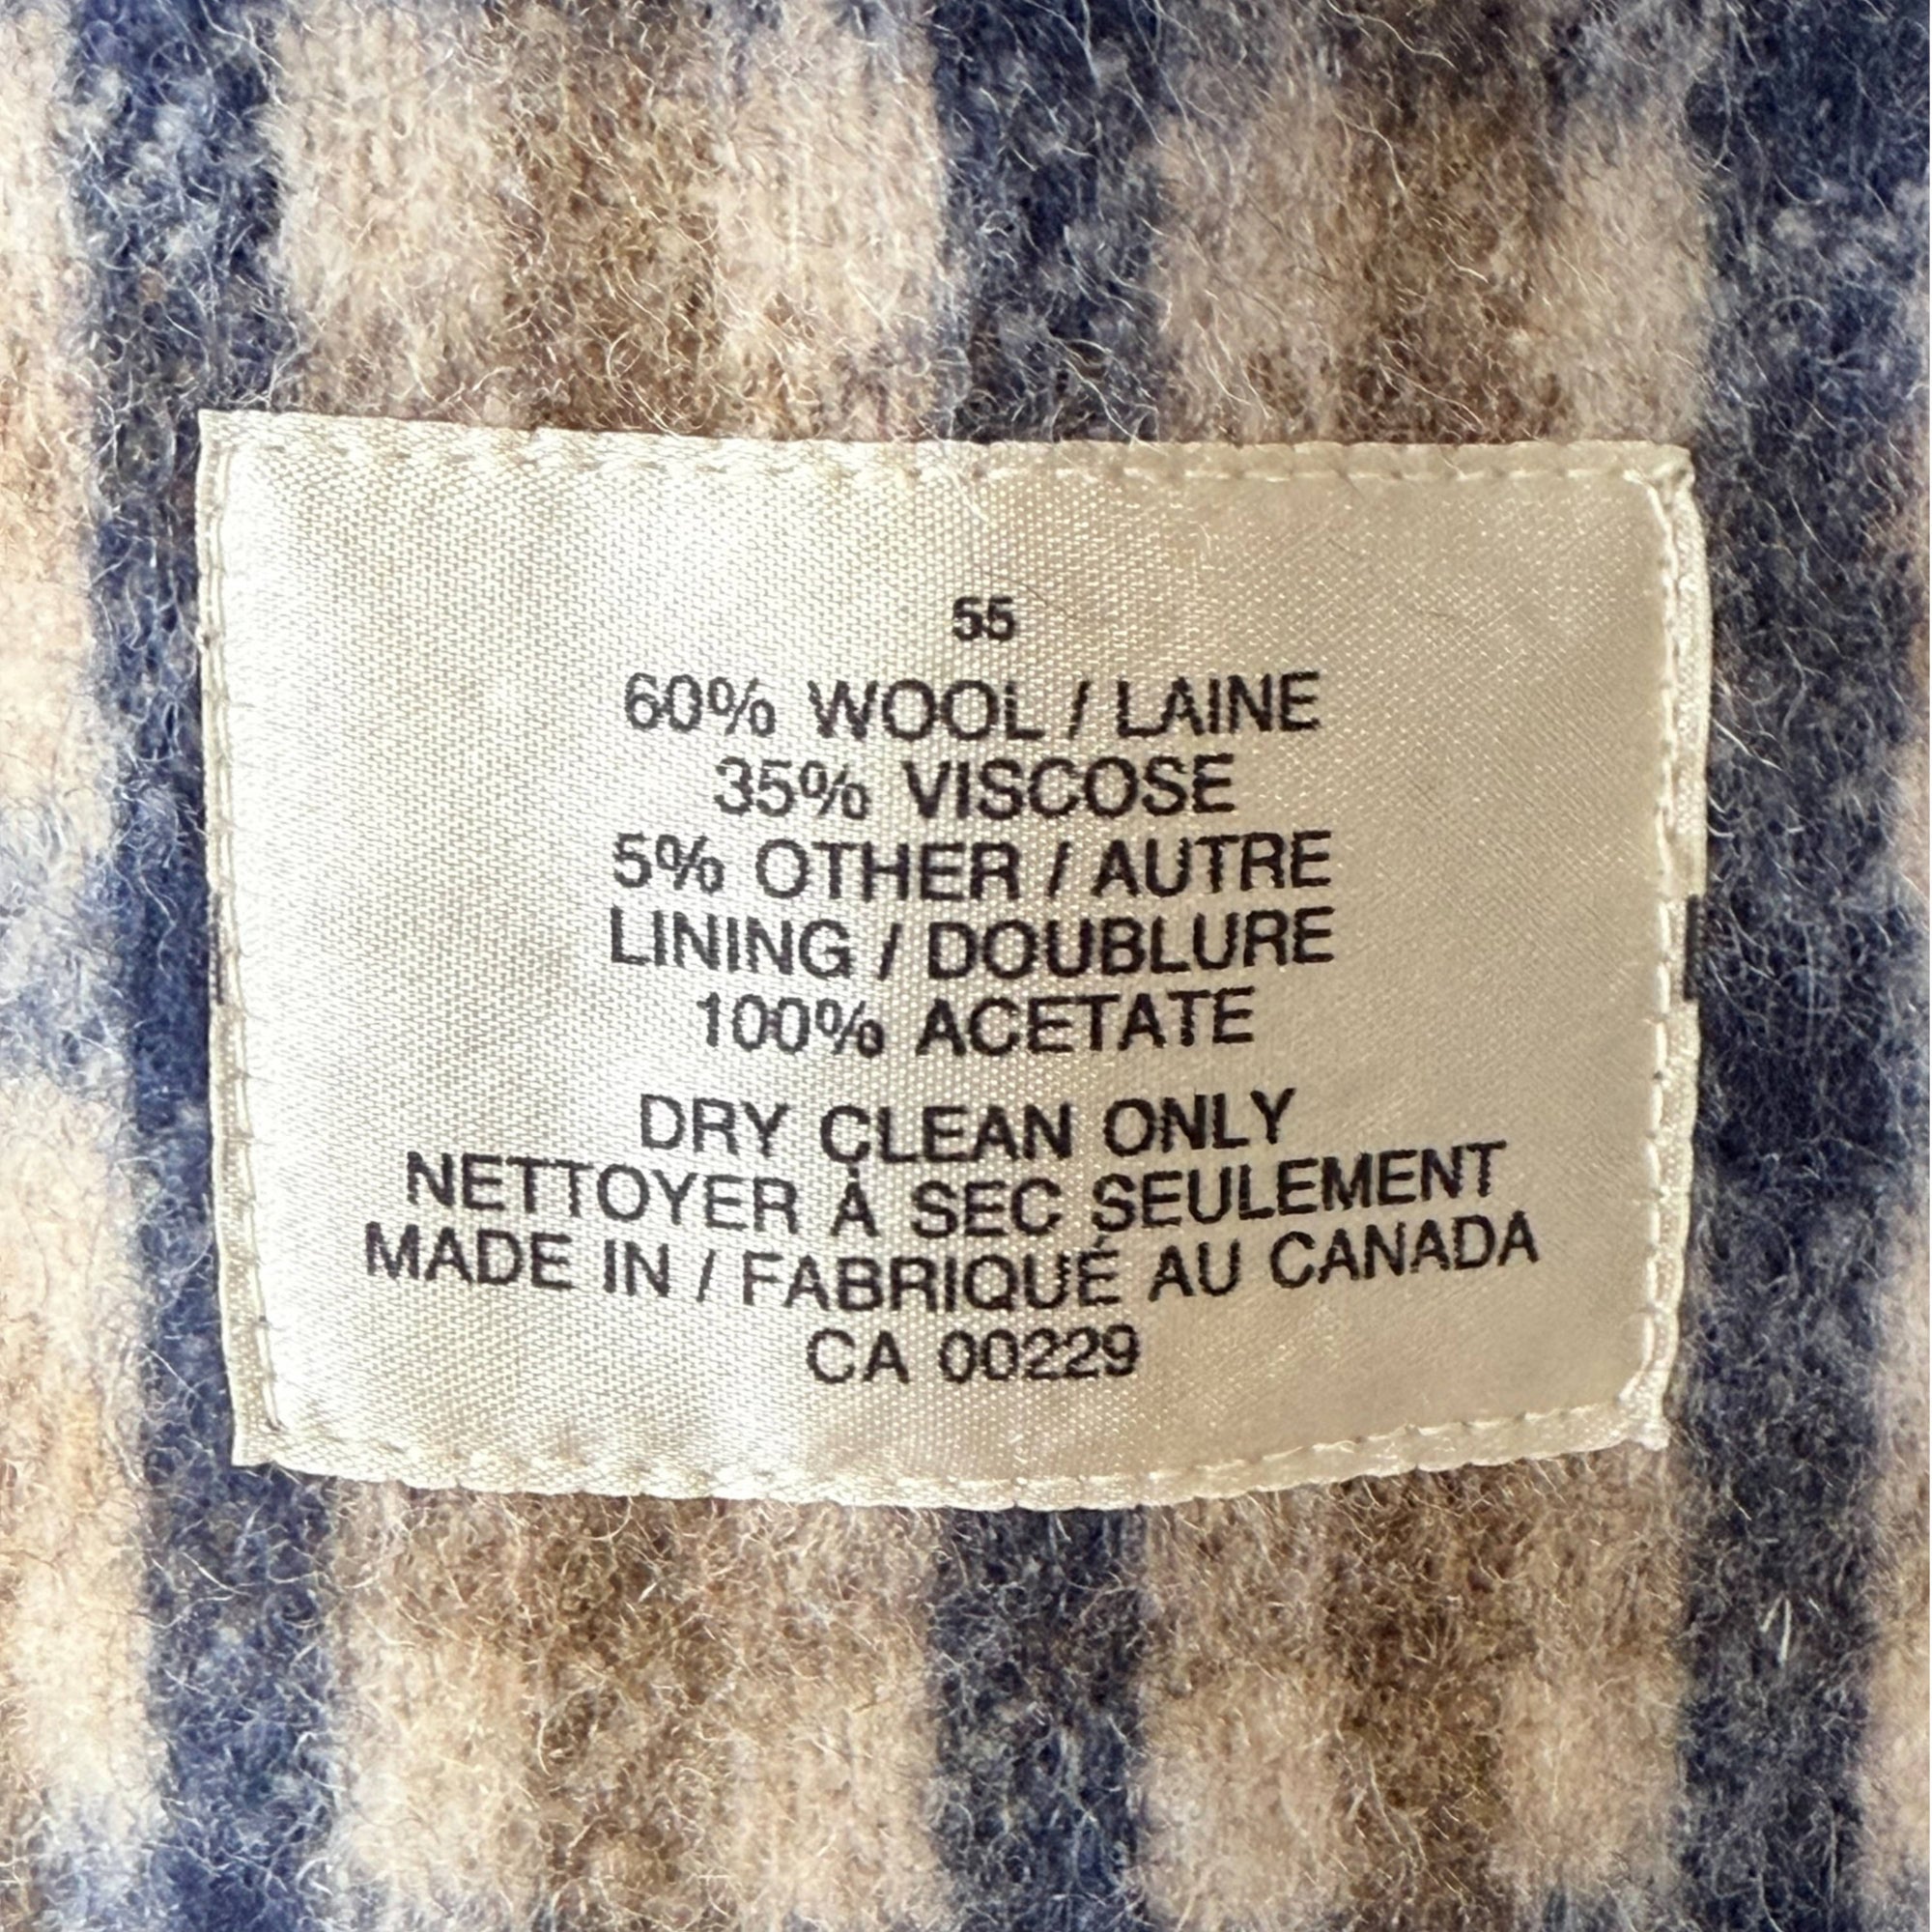 55
60% WOOL / LAINE
35% VISCOSE
5% OTHER / AUTRE
LINING / DOUBLURE
100% ACETATE
DRY CLEAN ONLY
NETTOYER À SEC SEULEMENT
MADE IN / FABRIQUÉ AU CANADA
CA 00229